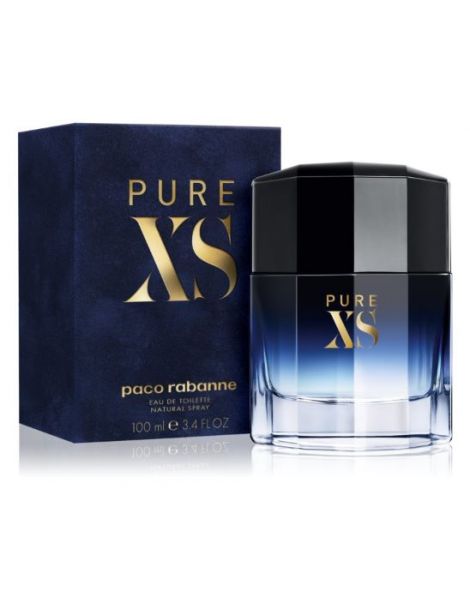 PURE
XS
paco rabanne
EAU DE TOILETTE
NATURAL SPRAY
100 ml ℮ 3.4 FL OZ
PURE
XS